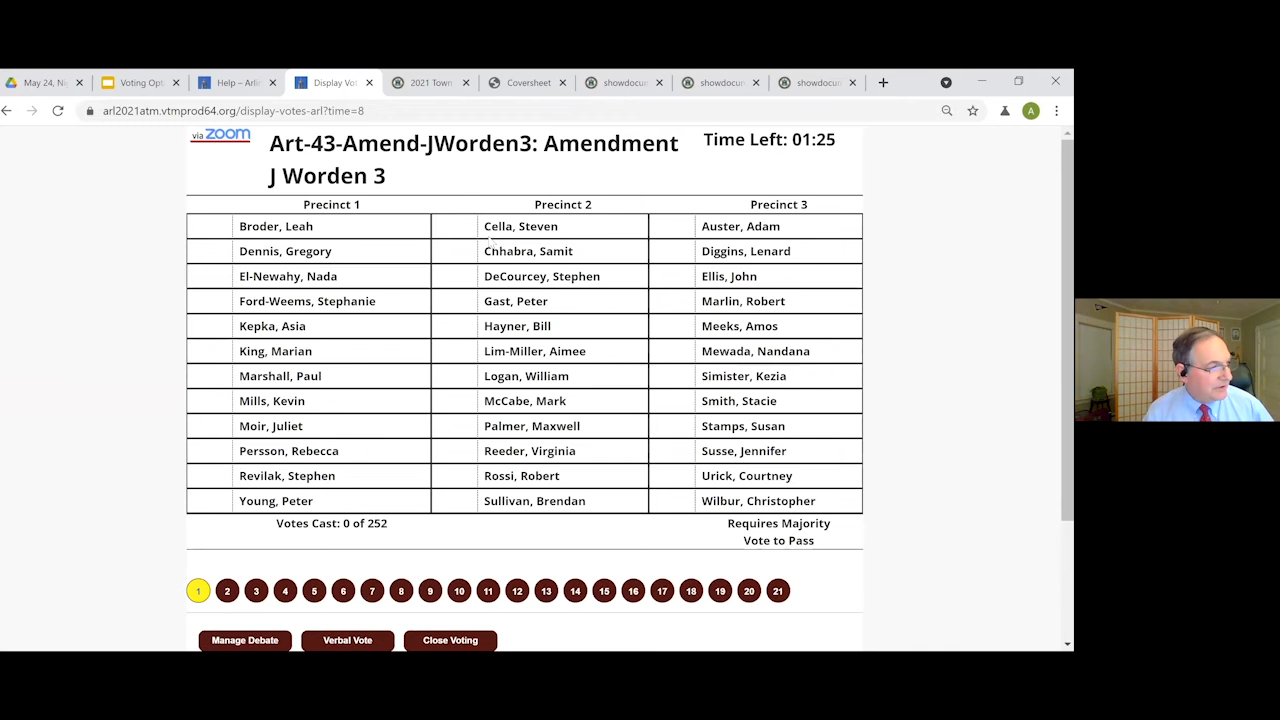 May 24, Ni
Voting Opt
Help – Arli
Display Vot
2021 Town
Coversheet
showdocun
showdocun
showdocun
arl2021atm.vtmprod64.org/display-votes-arl?time=8
A
via zoom
Art-43-Amend-JWorden3: Amendment
J Worden 3
Time Left: 01:25
Precinct 1 Precinct 2 Precinct 3
Broder, Leah Cella, Steven Auster, Adam
Dennis, Gregory Chhabra, Samit Diggins, Lenard
El-Newahy, Nada DeCourcey, Stephen Ellis, John
Ford-Weems, Stephanie Gast, Peter Marlin, Robert
Kepka, Asia Hayner, Bill Meeks, Amos
King, Marian Lim-Miller, Aimee Mewada, Nandana
Marshall, Paul Logan, William Simister, Kezia
Mills, Kevin McCabe, Mark Smith, Stacie
Moir, Juliet Palmer, Maxwell Stamps, Susan
Persson, Rebecca Reeder, Virginia Susse, Jennifer
Revilak, Stephen Rossi, Robert Urick, Courtney
Young, Peter Sullivan, Brendan Wilbur, Christopher
Votes Cast: 0 of 252
Requires Majority
Vote to Pass
1 2 3 4 5 6 7 8 9 10 11 12 13 14 15 16 17 18 19 20 21
Manage Debate Verbal Vote Close Voting